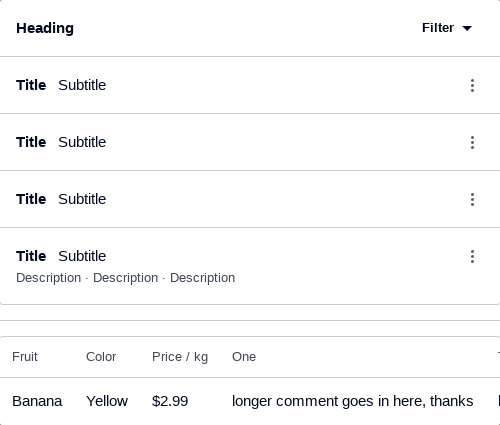 Heading Filter
Title Subtitle
Title Subtitle
Title Subtitle
Title Subtitle
Description · Description · Description
Fruit Color Price / kg One
Banana Yellow $2.99 longer comment goes in here, thanks